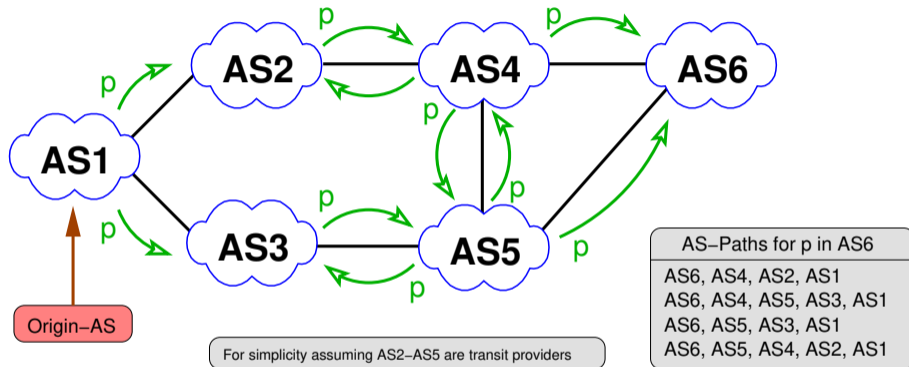 p
p
p
AS2
AS4
AS6
p
p
AS1
p
p
p
p
AS3
AS5
p
p
AS-Paths for p in AS6
AS6, AS4, AS2, AS1
AS6, AS4, AS5, AS3, AS1
AS6, AS5, AS3, AS1
AS6, AS5, AS4, AS2, AS1
Origin-AS
For simplicity assuming AS2-AS5 are transit providers